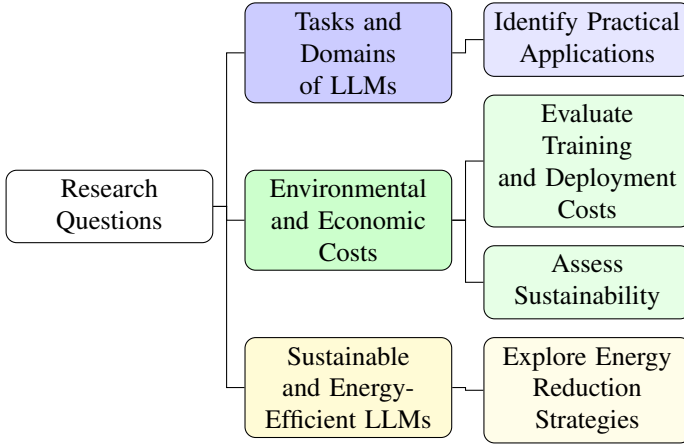 Research
Questions
Tasks and
Domains
of LLMs
Identify Practical
Applications
Environmental
and Economic
Costs
Evaluate
Training
and Deployment
Costs
Assess
Sustainability
Sustainable
and Energy-
Efficient LLMs
Explore Energy
Reduction
Strategies